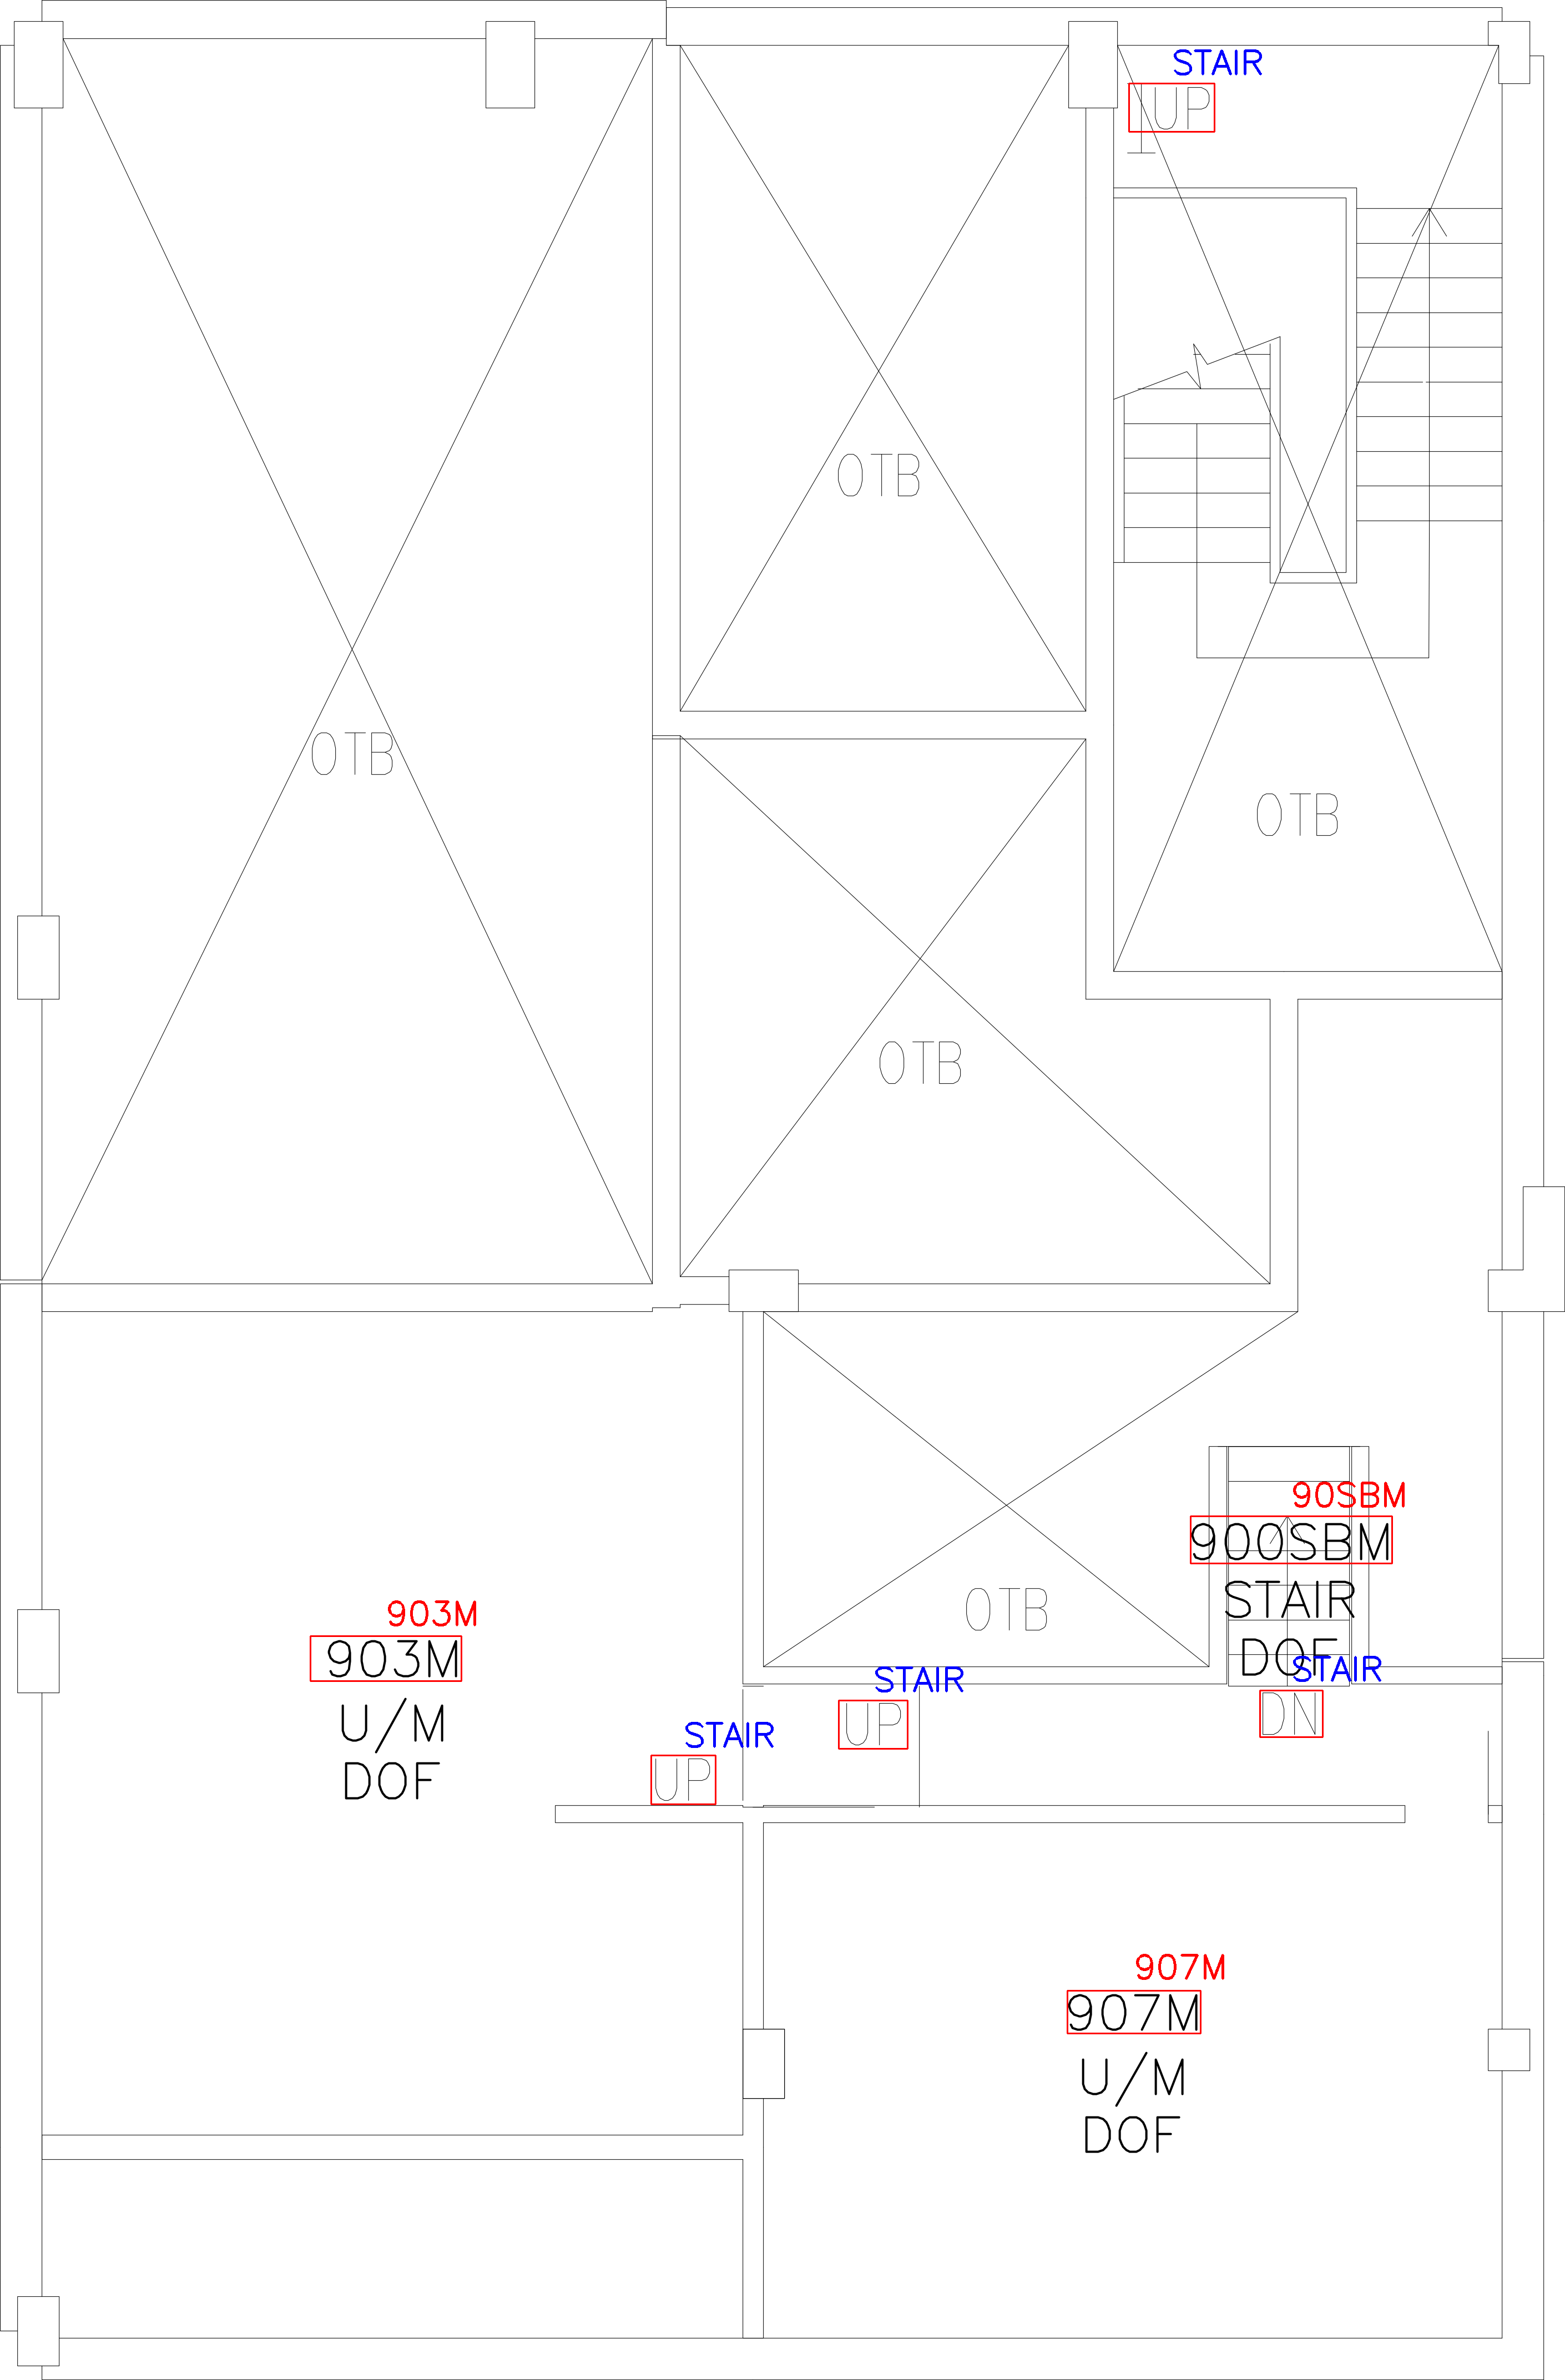 STAIR
UP
OTB
OTB
OTB
OTB
90SBM
900SBM
STAIR
DOF
STAIR
DN
OTB
903M
903M
U/M
DOF
STAIR
UP
STAIR
UP
907M
907M
U/M
DOF